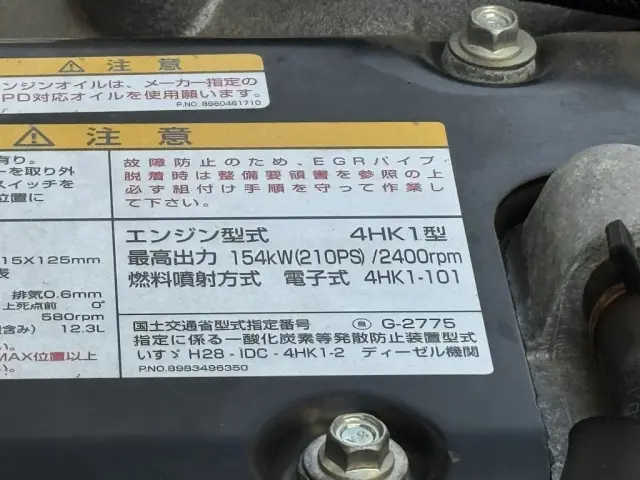 注意
ンジンオイルは、メーカー指定の
PD対応オイルを使用願います。
P.NO. 8980461710
注意
有り。
ーを取り外
スイッチを
位置に
故障防止のため、EGRパイプ
脱着時は整備要領書を参照の上
必ず組付け手順を守って作業し
て下さい。
15X125mm
表
排気0.6mm
上死点前 0°
580rpm
含み) 12.3L
MAX位置以上
い。
エンジン型式 4HK1型
最高出力 154kW(210PS)/2400rpm
燃料噴射方式 電子式 4HK1-101
国土交通省型式指定番号 G-2775
指定に係る一酸化炭素等発散防止装置型式
いすゞ H28-IDC-4HK1-2 ディーゼル機関
P.NO.8983496350